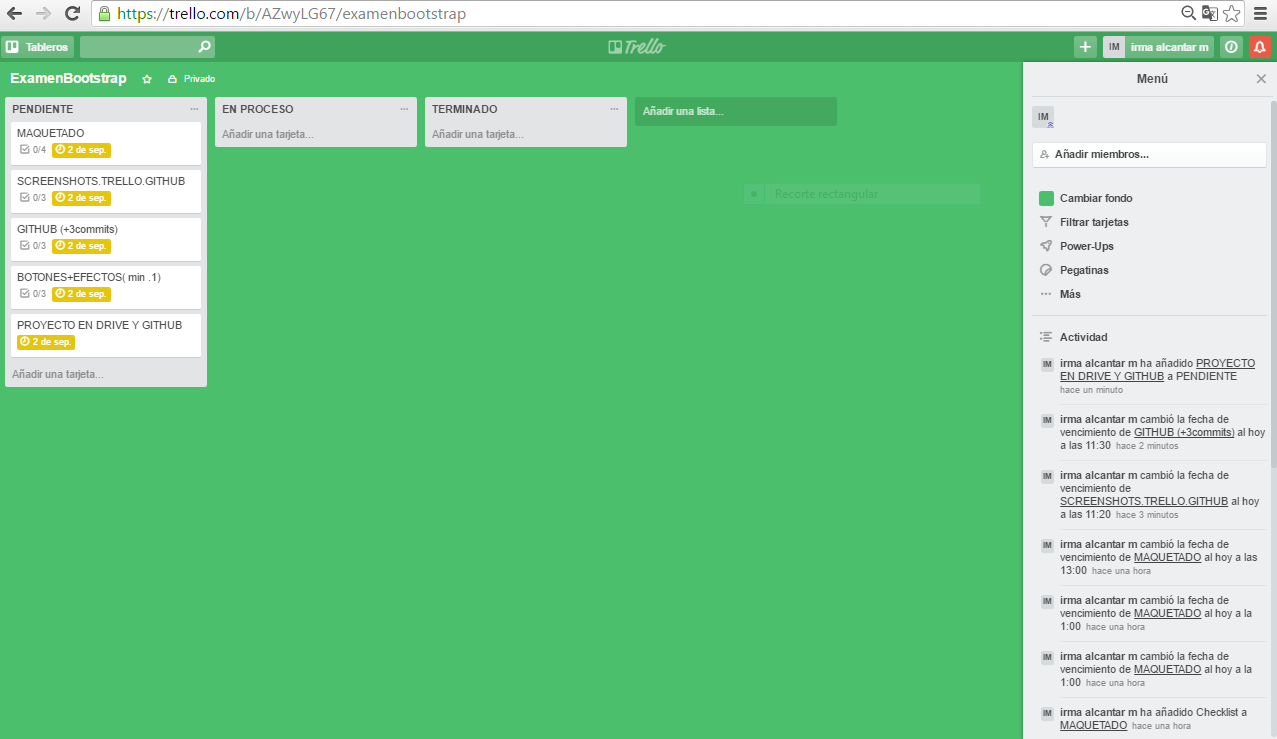 https://trello.com/b/AZwyLG67/examenbootstrap
Tableros
Trello
+
IM irma alcantar m
ExamenBootstrap
Privado
PENDIENTE
MAQUETADO
0/4 2 de sep.
SCREENSHOTS.TRELLO.GITHUB
0/3 2 de sep.
GITHUB (+3commits)
0/3 2 de sep.
BOTONES+EFECTOS( min .1)
0/3 2 de sep.
PROYECTO EN DRIVE Y GITHUB
2 de sep.
Añadir una tarjeta...
EN PROCESO
Añadir una tarjeta...
TERMINADO
Añadir una tarjeta...
Añadir una lista...
Recorte rectangular
Menú
IM
Añadir miembros...
Cambiar fondo
Filtrar tarjetas
Power-Ups
Pegatinas
Más
Actividad
IM irma alcantar m ha añadido PROYECTO
EN DRIVE Y GITHUB a PENDIENTE
hace un minuto
IM irma alcantar m cambió la fecha de
vencimiento de GITHUB (+3commits) al hoy
a las 11:30 hace 2 minutos
IM irma alcantar m cambió la fecha de
vencimiento de
SCREENSHOTS.TRELLO.GITHUB al hoy
a las 11:20 hace 3 minutos
IM irma alcantar m cambió la fecha de
vencimiento de MAQUETADO al hoy a las
13:00 hace una hora
IM irma alcantar m cambió la fecha de
vencimiento de MAQUETADO al hoy a la
1:00 hace una hora
IM irma alcantar m cambió la fecha de
vencimiento de MAQUETADO al hoy a la
1:00 hace una hora
IM irma alcantar m ha añadido Checklist a
MAQUETADO hace una hora